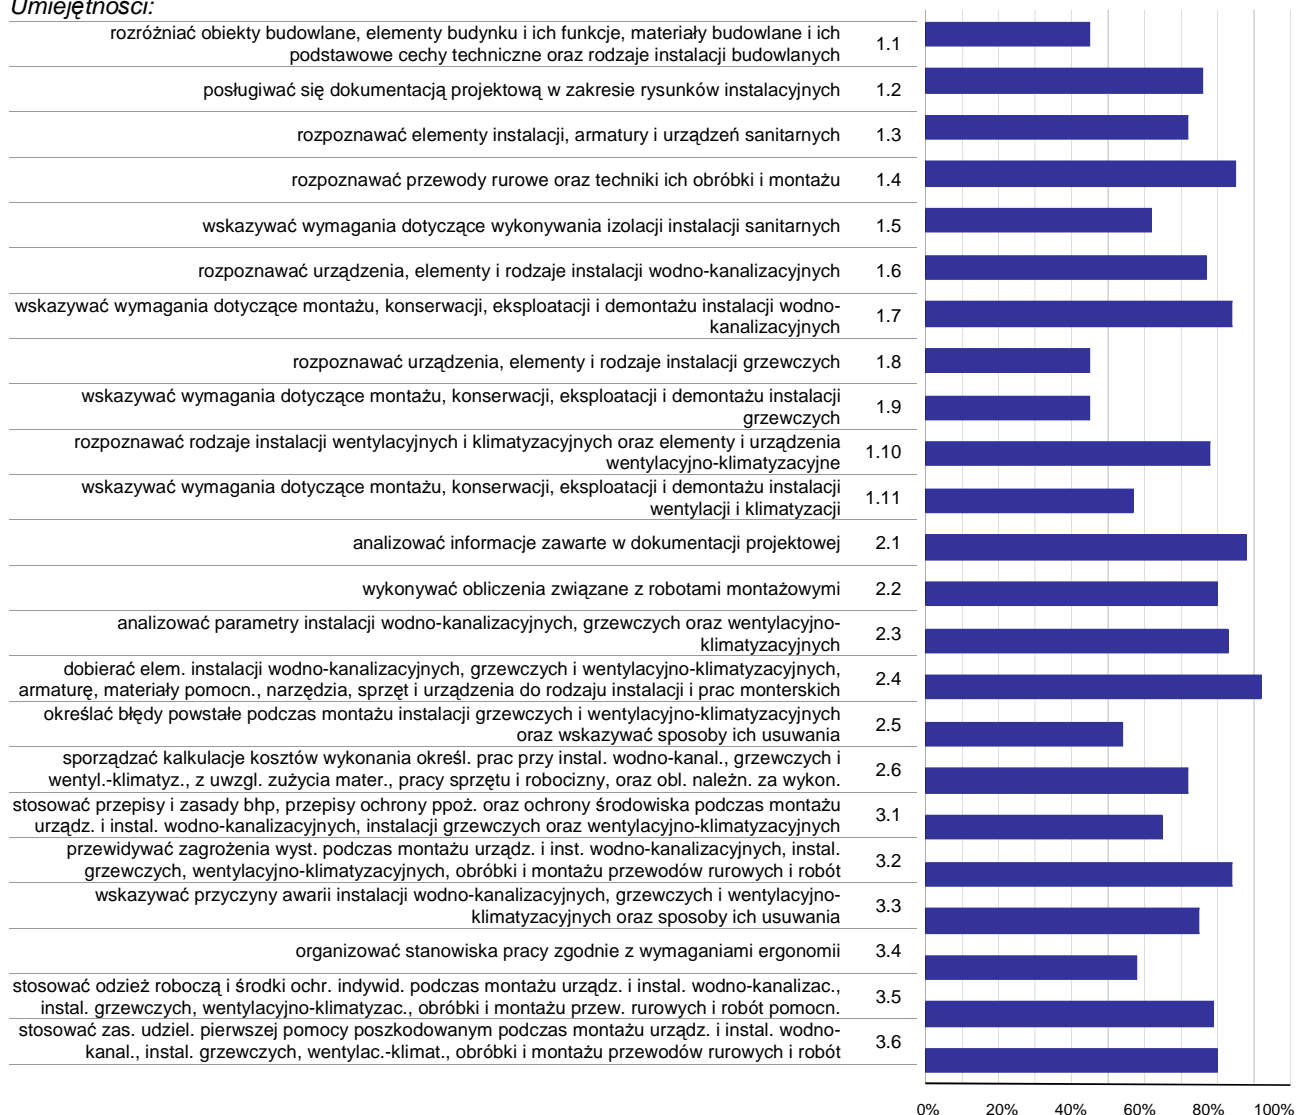 Umiejętności:
rozróżniać obiekty budowlane, elementy budynku i ich funkcje, materiały budowlane i ich
podstawowe cechy techniczne oraz rodzaje instalacji budowlanych
1.1
posługiwać się dokumentacją projektową w zakresie rysunków instalacyjnych 1.2
rozpoznawać elementy instalacji, armatury i urządzeń sanitarnych 1.3
rozpoznawać przewody rurowe oraz techniki ich obróbki i montażu 1.4
wskazywać wymagania dotyczące wykonywania izolacji instalacji sanitarnych 1.5
rozpoznawać urządzenia, elementy i rodzaje instalacji wodno-kanalizacyjnych 1.6
wskazywać wymagania dotyczące montażu, konserwacji, eksploatacji i demontażu instalacji wodno-
kanalizacyjnych
1.7
rozpoznawać urządzenia, elementy i rodzaje instalacji grzewczych 1.8
wskazywać wymagania dotyczące montażu, konserwacji, eksploatacji i demontażu instalacji
grzewczych
1.9
rozpoznawać rodzaje instalacji wentylacyjnych i klimatyzacyjnych oraz elementy i urządzenia
wentylacyjno-klimatyzacyjne
1.10
wskazywać wymagania dotyczące montażu, konserwacji, eksploatacji i demontażu instalacji
wentylacji i klimatyzacji
1.11
analizować informacje zawarte w dokumentacji projektowej 2.1
wykonywać obliczenia związane z robotami montażowymi 2.2
analizować parametry instalacji wodno-kanalizacyjnych, grzewczych oraz wentylacyjno-
klimatyzacyjnych
2.3
dobierać elem. instalacji wodno-kanalizacyjnych, grzewczych i wentylacyjno-klimatyzacyjnych,
armaturę, materiały pomocn., narzędzia, sprzęt i urządzenia do rodzaju instalacji i prac monterskich
2.4
określać błędy powstałe podczas montażu instalacji grzewczych i wentylacyjno-klimatyzacyjnych
oraz wskazywać sposoby ich usuwania
2.5
sporządzać kalkulacje kosztów wykonania określ. prac przy instal. wodno-kanal., grzewczych i
wentyl.-klimatyz., z uwzgl. zużycia mater., pracy sprzętu i robocizny, oraz obl. należn. za wykon.
2.6
stosować przepisy i zasady bhp, przepisy ochrony ppoż. oraz ochrony środowiska podczas montażu
urządz. i instal. wodno-kanalizacyjnych, instalacji grzewczych oraz wentylacyjno-klimatyzacyjnych
3.1
przewidywać zagrożenia wyst. podczas montażu urządz. i inst. wodno-kanalizacyjnych, instal.
grzewczych, wentylacyjno-klimatyzacyjnych, obróbki i montażu przewodów rurowych i robót
3.2
wskazywać przyczyny awarii instalacji wodno-kanalizacyjnych, grzewczych i wentylacyjno-
klimatyzacyjnych oraz sposoby ich usuwania
3.3
organizować stanowiska pracy zgodnie z wymaganiami ergonomii 3.4
stosować odzież roboczą i środki ochr. indywid. podczas montażu urządz. i instal. wodno-kanalizac.,
instal. grzewczych, wentylacyjno-klimatyzac., obróbki i montażu przew. rurowych i robót pomocn.
3.5
stosować zas. udziel. pierwszej pomocy poszkodowanym podczas montażu urządz. i instal. wodno-
kanal., instal. grzewczych, wentylac.-klimat., obróbki i montażu przewodów rurowych i robót
3.6
0% 20% 40% 60% 80% 100%